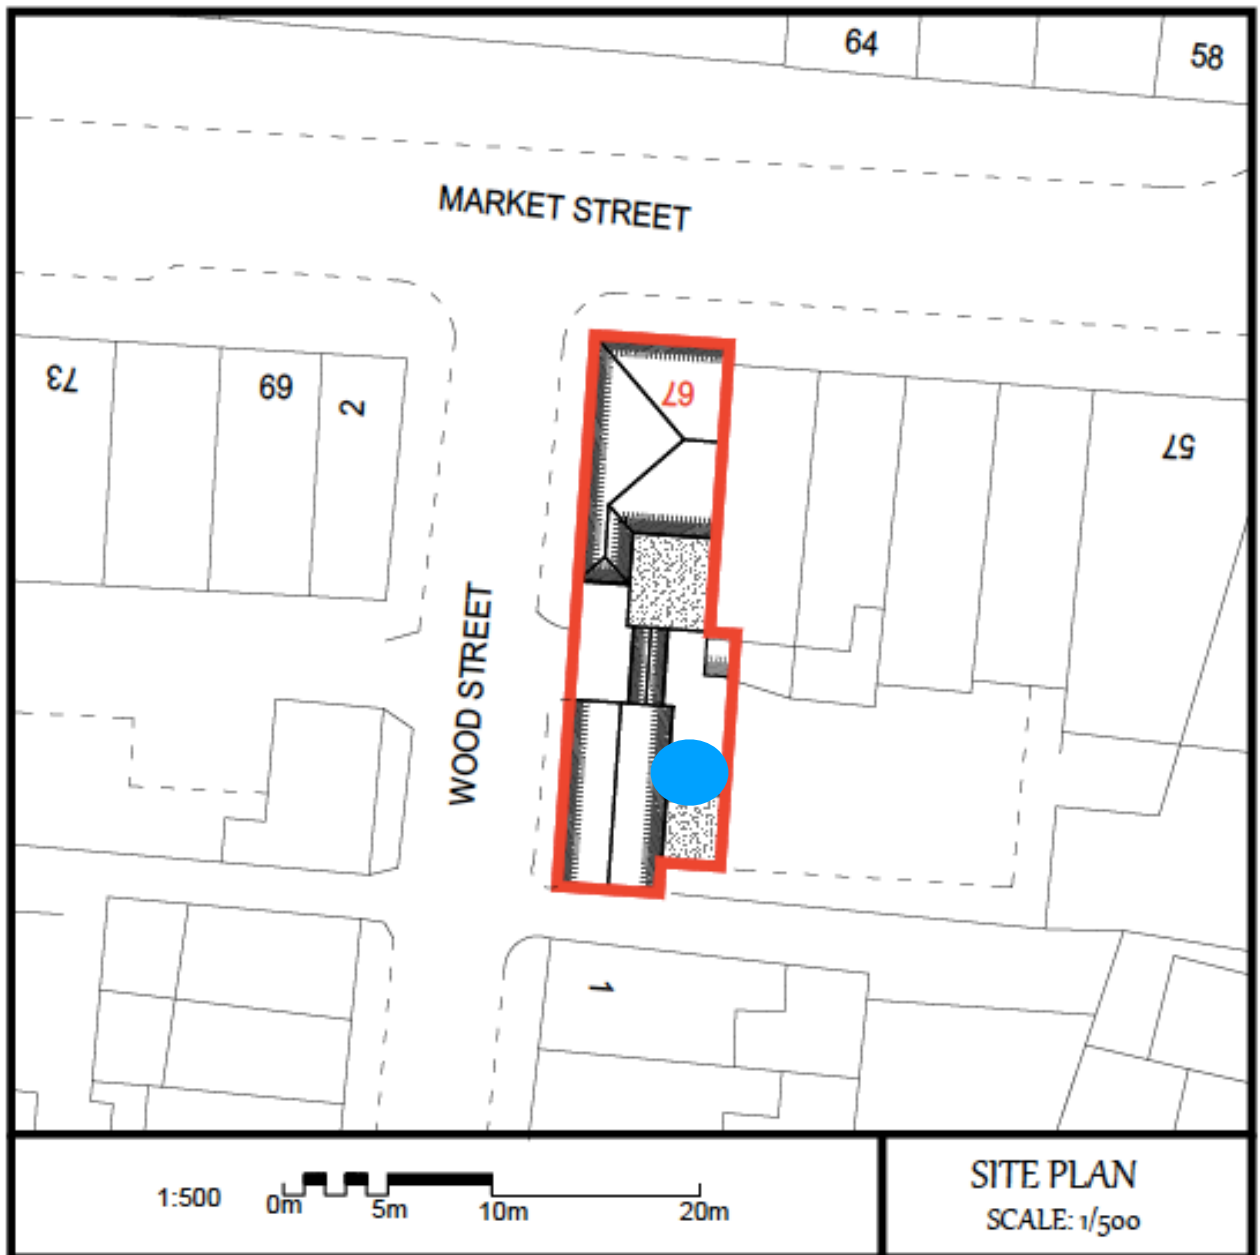 64
58
MARKET STREET
73
69
2
67
57
WOOD STREET
1
1:500
0m
5m
10m
20m
SITE PLAN
SCALE: 1/500